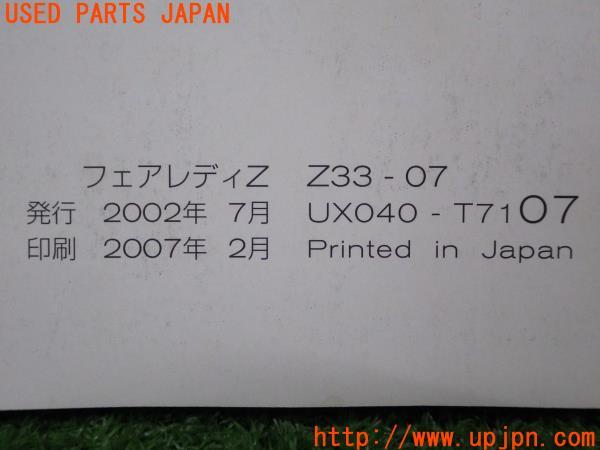 USED PARTS JAPAN
フェアレディZ Z33 - 07
発行 2002年 7月 UX040 - T7107
印刷 2007年 2月 Printed in Japan
http://www.upjpn.com